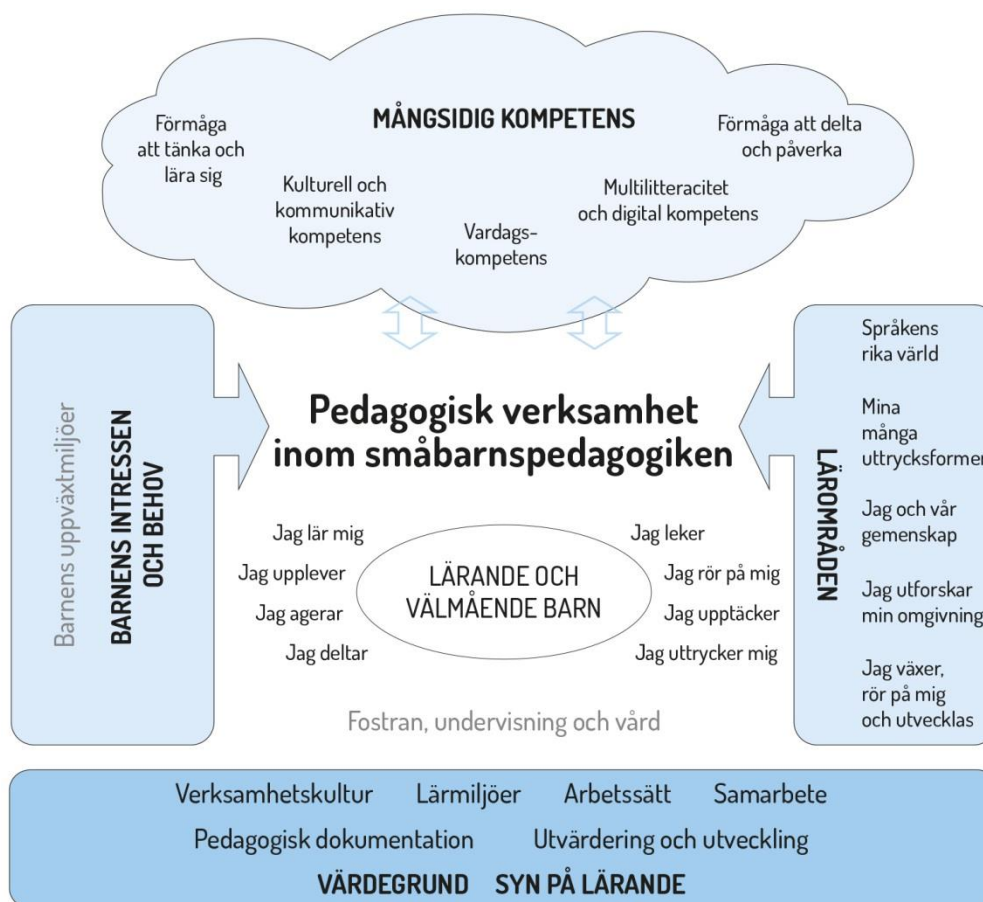 MÅNGSIDIG KOMPETENS
Förmåga
att tänka och
lära sig
Kulturell och
kommunikativ
kompetens
Vardags-
kompetens
Multilitteracitet
och digital kompetens
Förmåga att delta
och påverka
Barnens uppväxtmiljöer
BARNENS INTRESSEN
OCH BEHOV
Pedagogisk verksamhet
inom småbarnspedagogiken
Jag lär mig
Jag upplever
Jag agerar
Jag deltar
LÄRANDE OCH
VÄLMÅENDE BARN
Jag leker
Jag rör på mig
Jag upptäcker
Jag uttrycker mig
Fostran, undervisning och vård
LÄROMRÅDEN
Språkens
rika värld
Mina
många
uttrycksformer
Jag och vår
gemenskap
Jag utforskar
min omgivning
Jag växer,
rör på mig
och utvecklas
Verksamhetskultur Lärmiljöer Arbetssätt Samarbete
Pedagogisk dokumentation Utvärdering och utveckling
VÄRDEGRUND SYN PÅ LÄRANDE